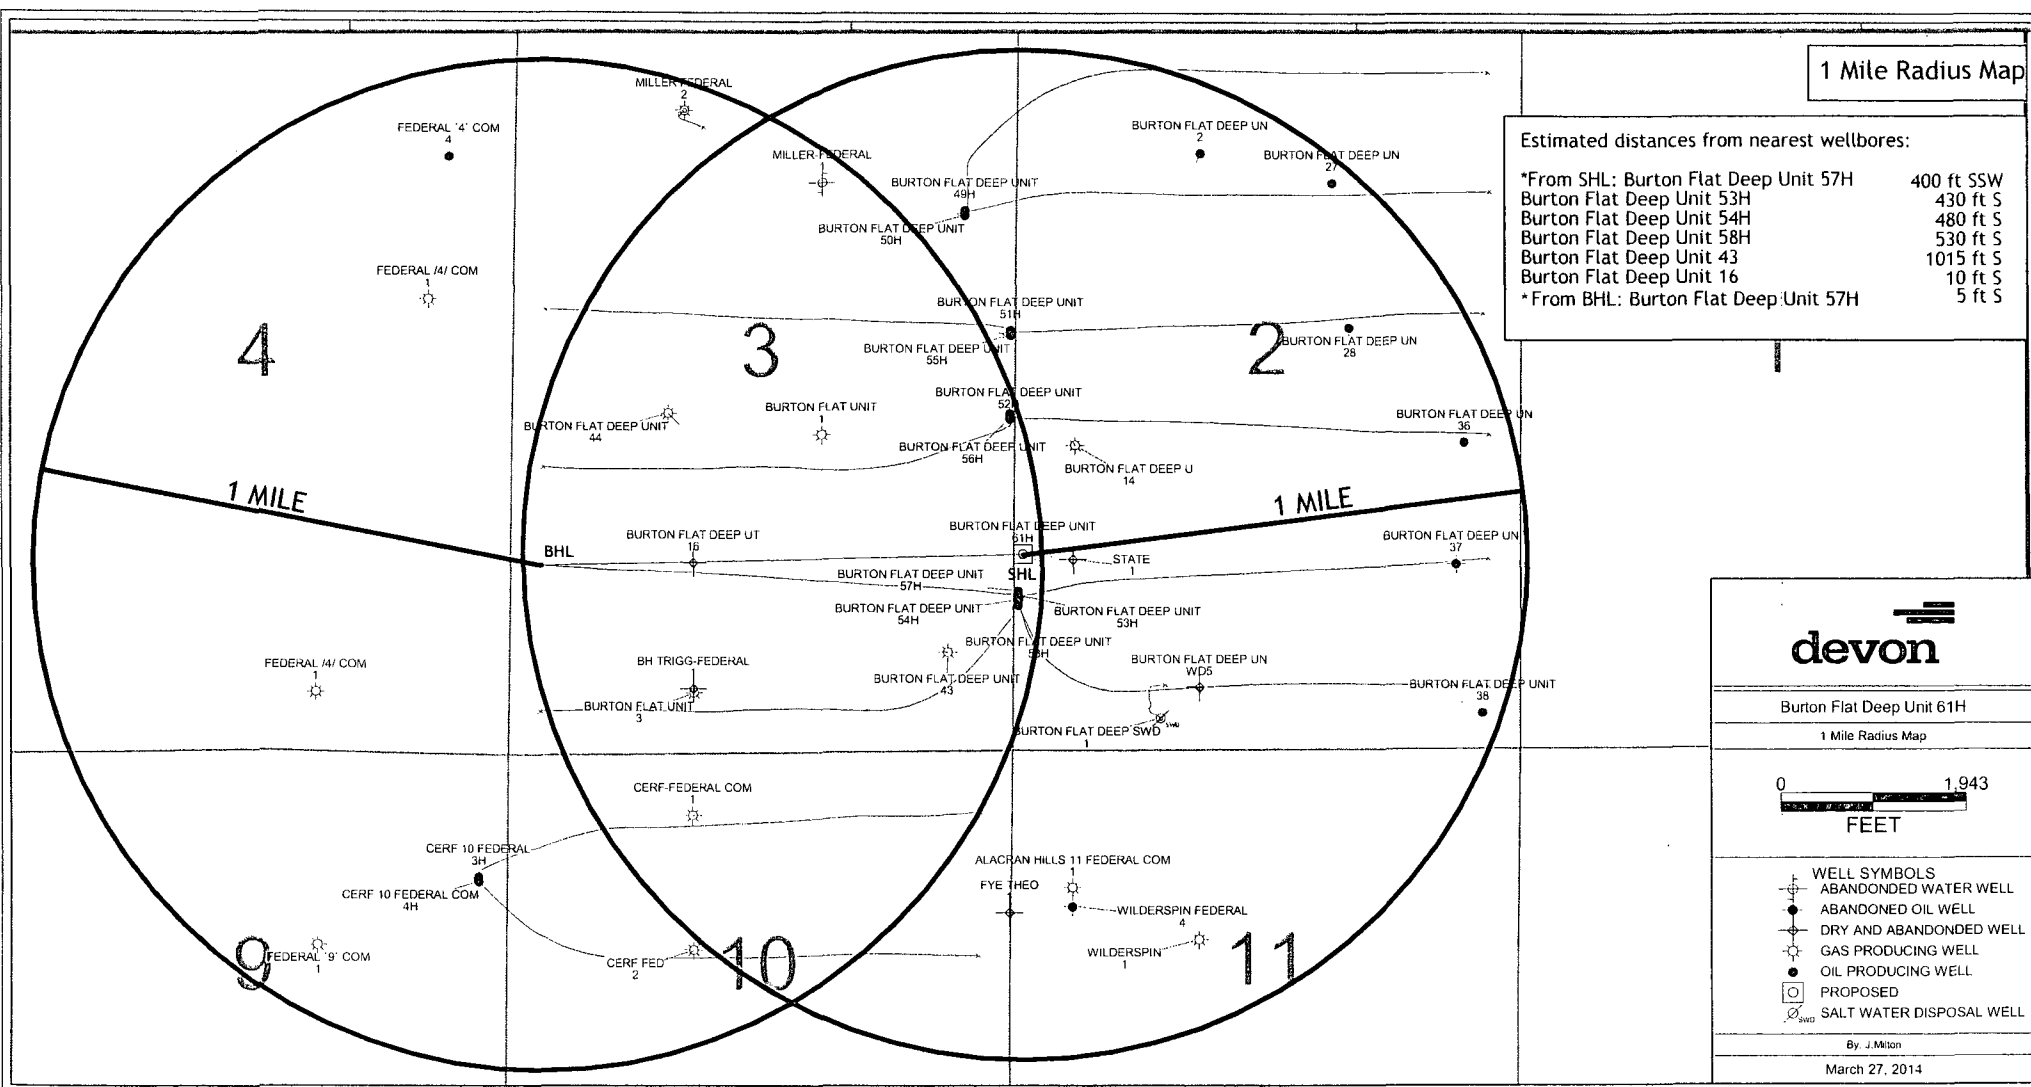 1 Mile Radius Map
Estimated distances from nearest wellbores:
*From SHL: Burton Flat Deep Unit 57H 400 ft SSW
Burton Flat Deep Unit 53H 430 ft S
Burton Flat Deep Unit 54H 480 ft S
Burton Flat Deep Unit 58H 530 ft S
Burton Flat Deep Unit 43 1015 ft S
Burton Flat Deep Unit 16 10 ft S
*From BHL: Burton Flat Deep Unit 57H 5 ft S
MILLER FEDERAL
2
FEDERAL '4' COM
4
MILLER-FEDERAL
1
BURTON FLAT DEEP UN
2
BURTON FLAT DEEP UN
27
BURTON FLAT DEEP UNIT
49H
BURTON FLAT DEEP UNIT
50H
FEDERAL /4/ COM
1
BURTON FLAT DEEP UNIT
51H
BURTON FLAT DEEP UNIT
55H
BURTON FLAT DEEP UN
28
4
3
2
1
BURTON FLAT DEEP UNIT
52
BURTON FLAT UNIT
1
BURTON FLAT DEEP UNIT
44
BURTON FLAT DEEP UN
36
BURTON FLAT DEEP UNIT
56H
BURTON FLAT DEEP U
14
1 MILE
1 MILE
BURTON FLAT DEEP UNIT
61H
BURTON FLAT DEEP UT
16
BHL
BURTON FLAT DEEP UN
37
STATE
1
SHL
BURTON FLAT DEEP UNIT
57H
BURTON FLAT DEEP UNIT
54H
BURTON FLAT DEEP UNIT
53H
BURTON FLAT DEEP UNIT
58H
FEDERAL /4/ COM
1
BH TRIGG-FEDERAL
BURTON FLAT DEEP UN
WD5
BURTON FLAT DEEP UNIT
43
BURTON FLAT DEEP UNIT
38
BURTON FLAT UNIT
3
SWD
BURTON FLAT DEEP SWD
1
CERF-FEDERAL COM
1
CERF 10 FEDERAL
3H
CERF 10 FEDERAL COM
4H
ALACRAN HILLS 11 FEDERAL COM
1
FYE THEO
WILDERSPIN FEDERAL
4
WILDERSPIN
1
9
FEDERAL '9' COM
1
CERF FED
2
10
11
devon
Burton Flat Deep Unit 61H
1 Mile Radius Map
0 1,943
FEET
WELL SYMBOLS
ABANDONDED WATER WELL
ABANDONED OIL WELL
DRY AND ABANDONDED WELL
GAS PRODUCING WELL
OIL PRODUCING WELL
PROPOSED
SWD SALT WATER DISPOSAL WELL
By: J.Milton
March 27, 2014